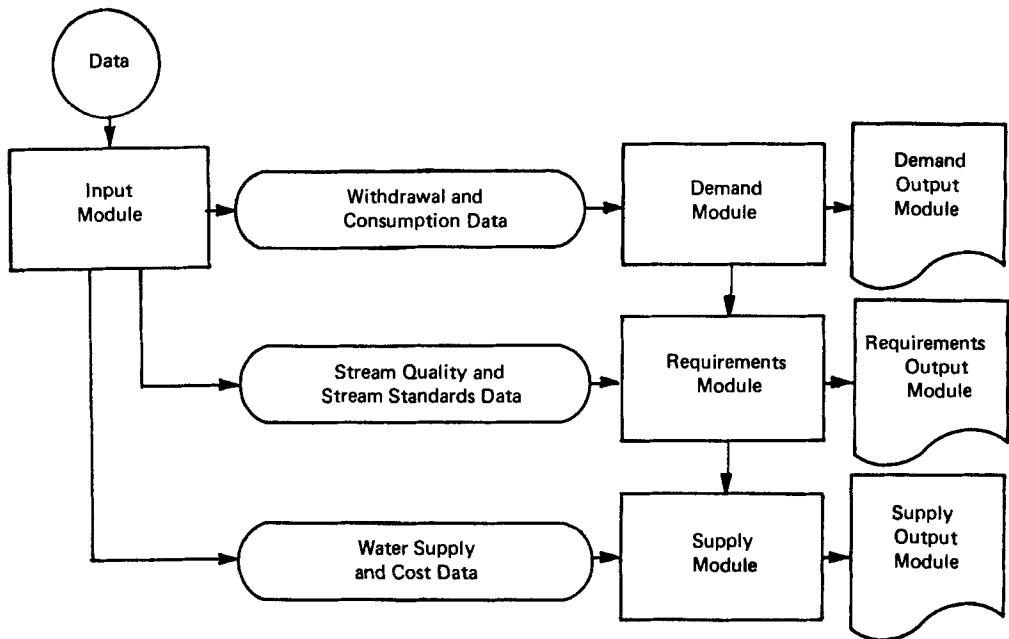 Data
Input
Module
Withdrawal and
Consumption Data
Demand
Module
Demand
Output
Module
Stream Quality and
Stream Standards Data
Requirements
Module
Requirements
Output
Module
Water Supply
and Cost Data
Supply
Module
Supply
Output
Module